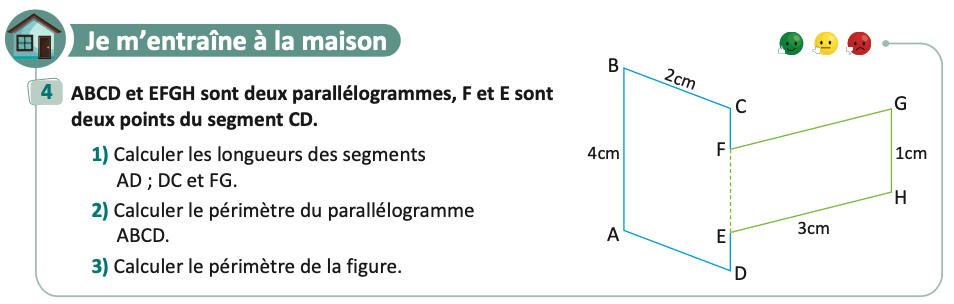 Je m’entraîne à la maison
4 ABCD et EFGH sont deux parallélogrammes, F et E sont
deux points du segment CD.
1) Calculer les longueurs des segments
AD ; DC et FG.
2) Calculer le périmètre du parallélogramme
ABCD.
3) Calculer le périmètre de la figure.
B
2cm
C
G
F
4cm
1cm
H
A
E
3cm
D